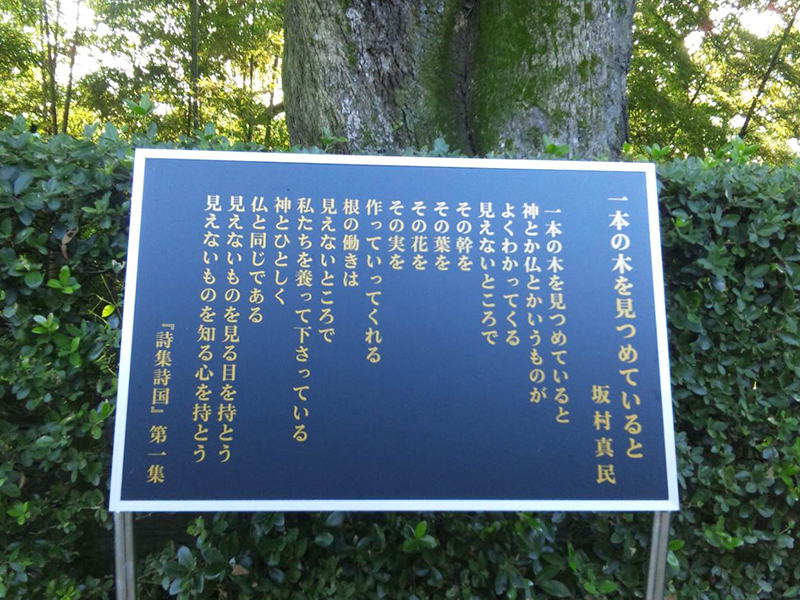 一本の木を見つめていると
坂村真民
一本の木を見つめていると
神とか仏とかいうものが
よくわかってくる
見えないところで
その幹を
その葉を
その花を
その実を
作っていってくれる
根の働きは
見えないところで
私たちを養って下さっている
神とひとしく
仏と同じである
見えないものを見る目を持とう
見えないものを知る心を持とう
『詩集詩国』第一集